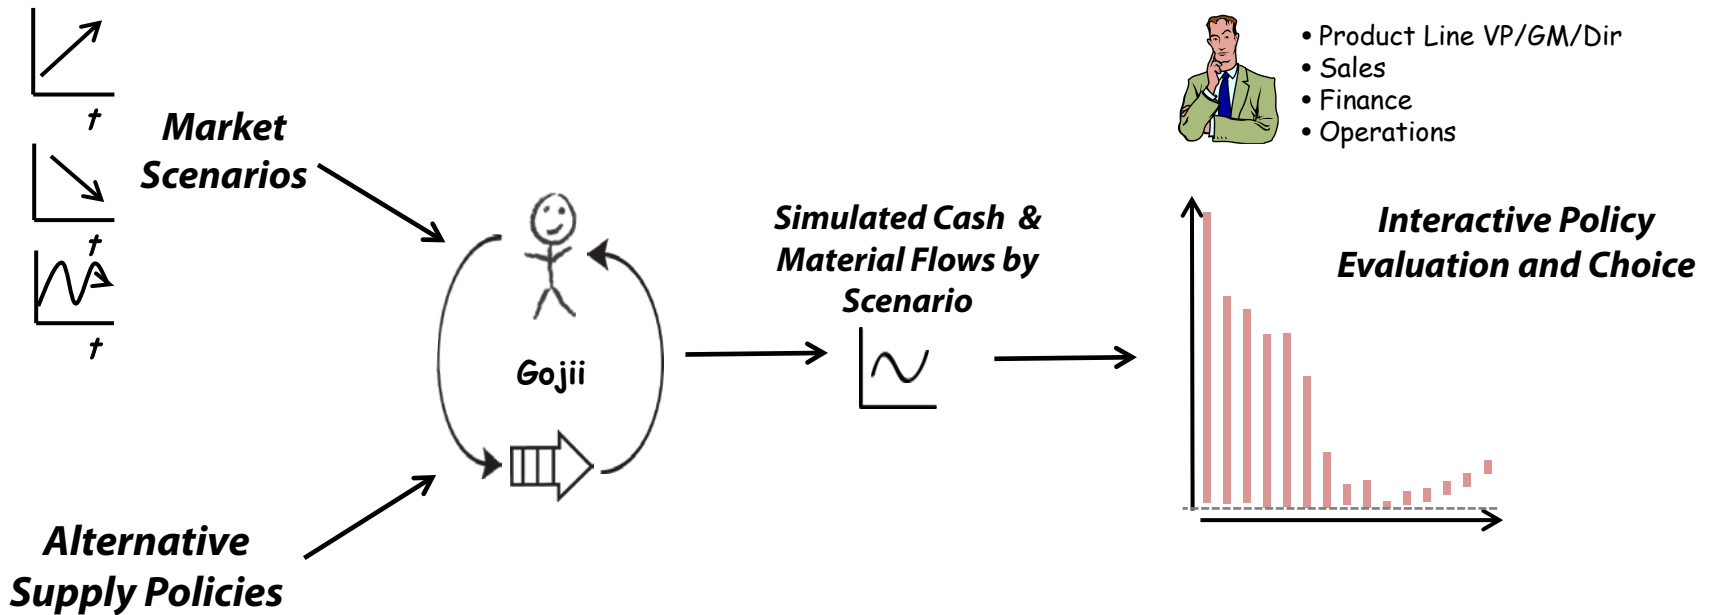 t
Market
Scenarios
t
t
Alternative
Supply Policies
Gojii
Simulated Cash &
Material Flows by
Scenario
• Product Line VP/GM/Dir
• Sales
• Finance
• Operations
Interactive Policy
Evaluation and Choice